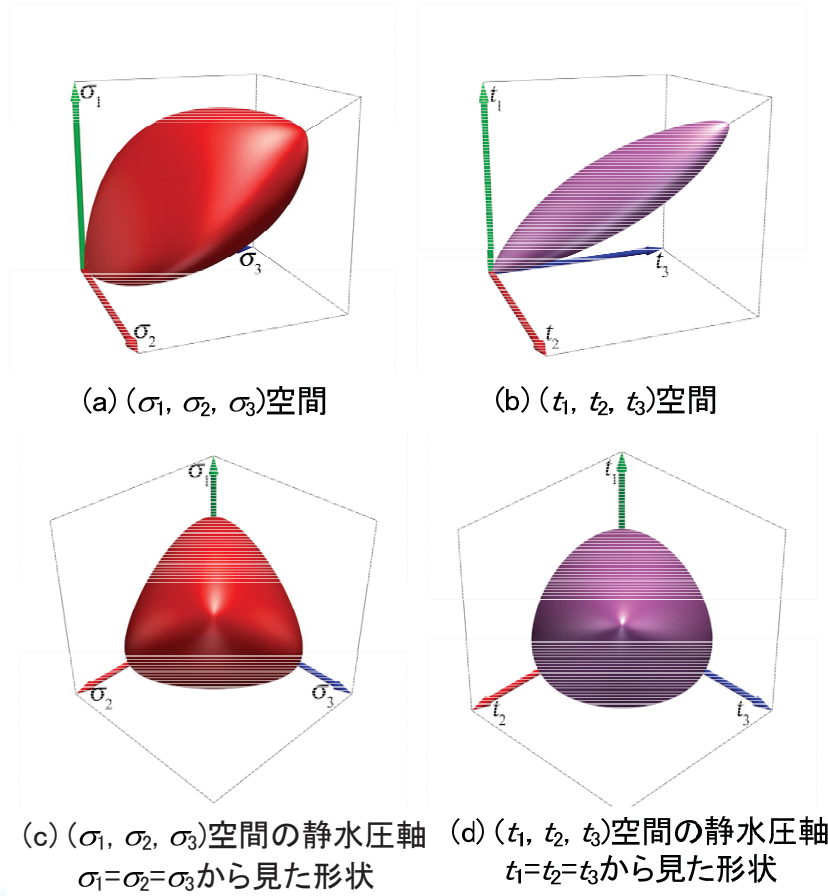 σ1
σ2
σ3
t1
t2
t3
(a) (σ1, σ2, σ3)空間
(b) (t1, t2, t3)空間
σ1
σ2
σ3
t1
t2
t3
(c) (σ1, σ2, σ3)空間の静水圧軸
σ1=σ2=σ3から見た形状
(d) (t1, t2, t3)空間の静水圧軸
t1=t2=t3から見た形状